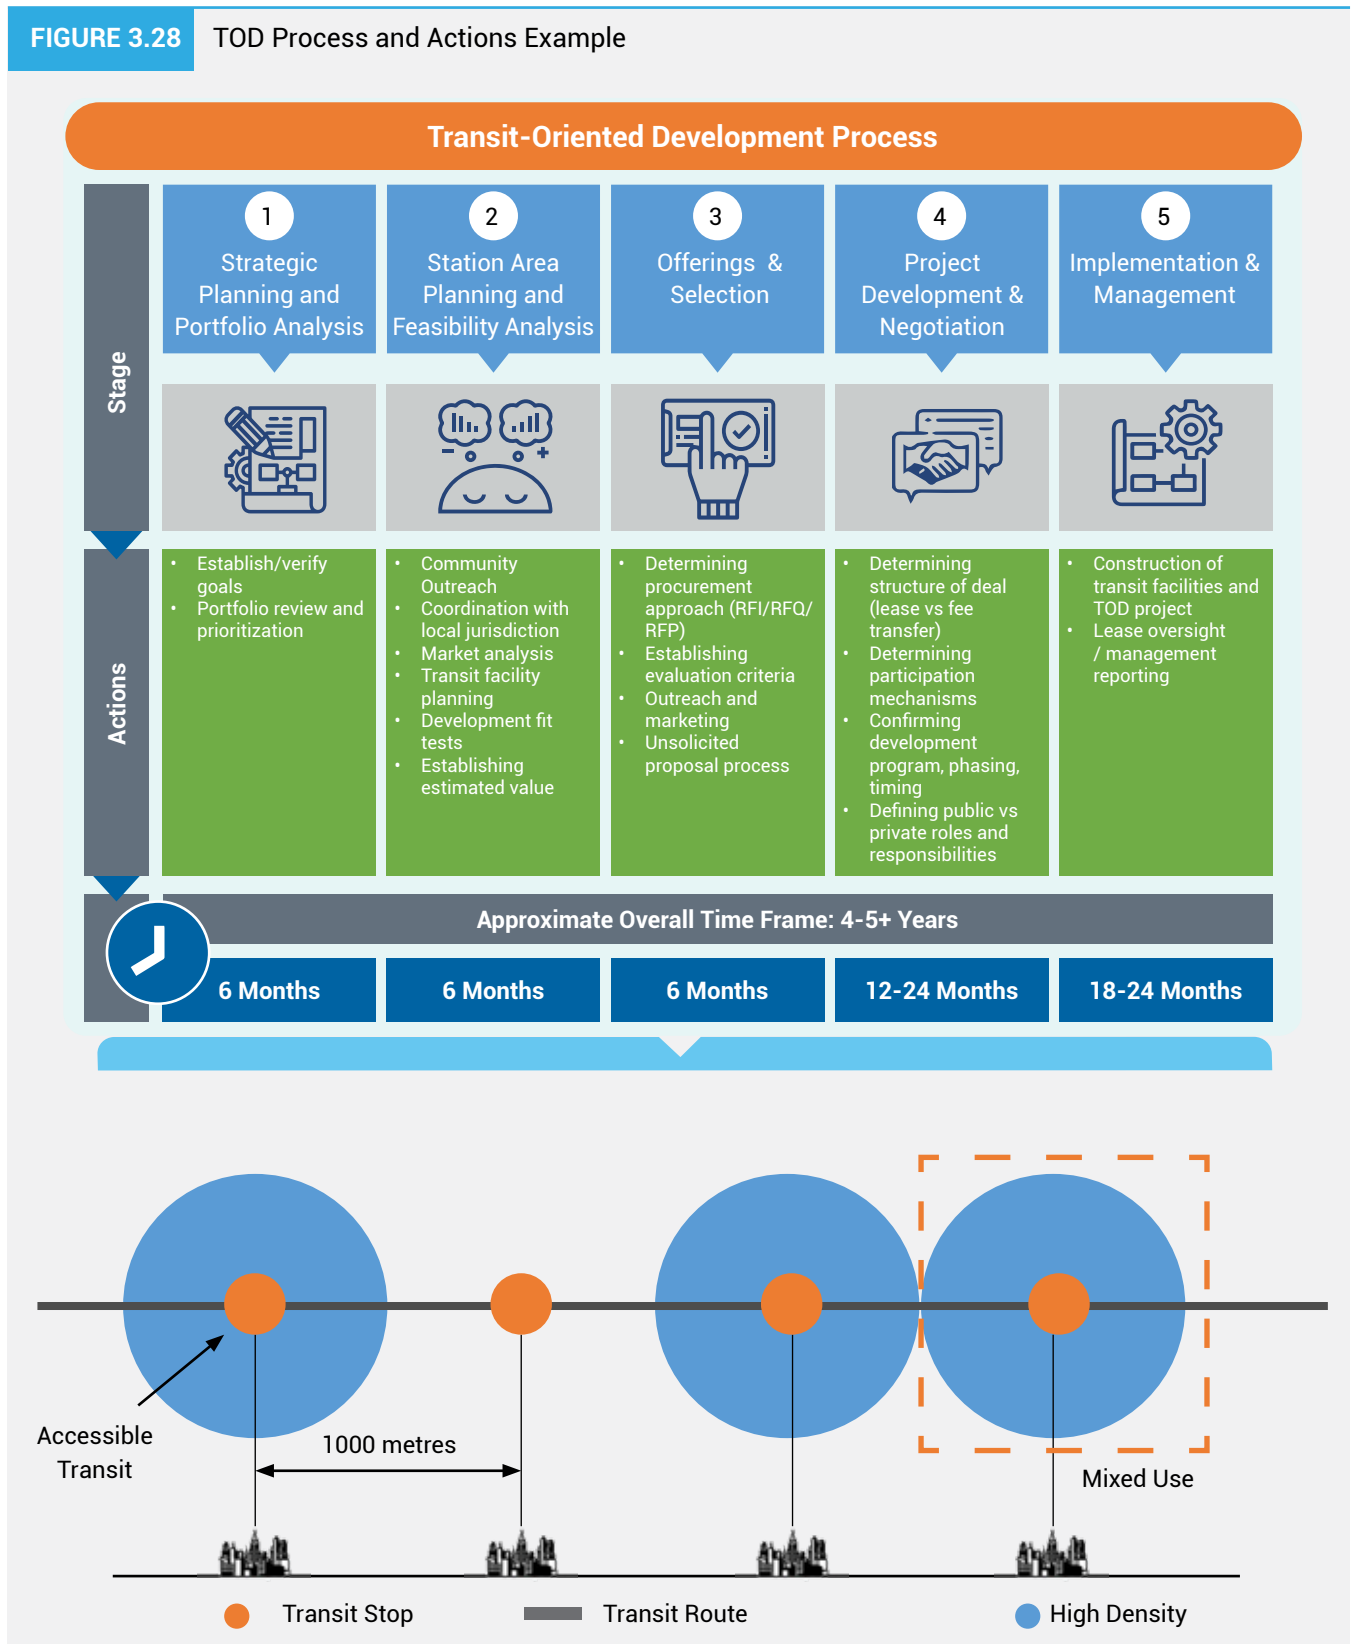 FIGURE 3.28
TOD Process and Actions Example
Transit-Oriented Development Process
Stage
1
Strategic
Planning and
Portfolio Analysis
2
Station Area
Planning and
Feasibility Analysis
3
Offerings &
Selection
4
Project
Development &
Negotiation
5
Implementation &
Management
Actions
• Establish/verify
goals
• Portfolio review and
prioritization
• Community
Outreach
• Coordination with
local jurisdiction
• Market analysis
• Transit facility
planning
• Development fit
tests
• Establishing
estimated value
• Determining
procurement
approach (RFI/RFQ/
RFP)
• Establishing
evaluation criteria
• Outreach and
marketing
• Unsolicited
proposal process
• Determining
structure of deal
(lease vs fee
transfer)
• Determining
participation
mechanisms
• Confirming
development
program, phasing,
timing
• Defining public vs
private roles and
responsibilities
• Construction of
transit facilities and
TOD project
• Lease oversight
/ management
reporting
Approximate Overall Time Frame: 4-5+ Years
6 Months
6 Months
6 Months
12-24 Months
18-24 Months
Accessible
Transit
1000 metres
Mixed Use
Transit Stop
Transit Route
High Density